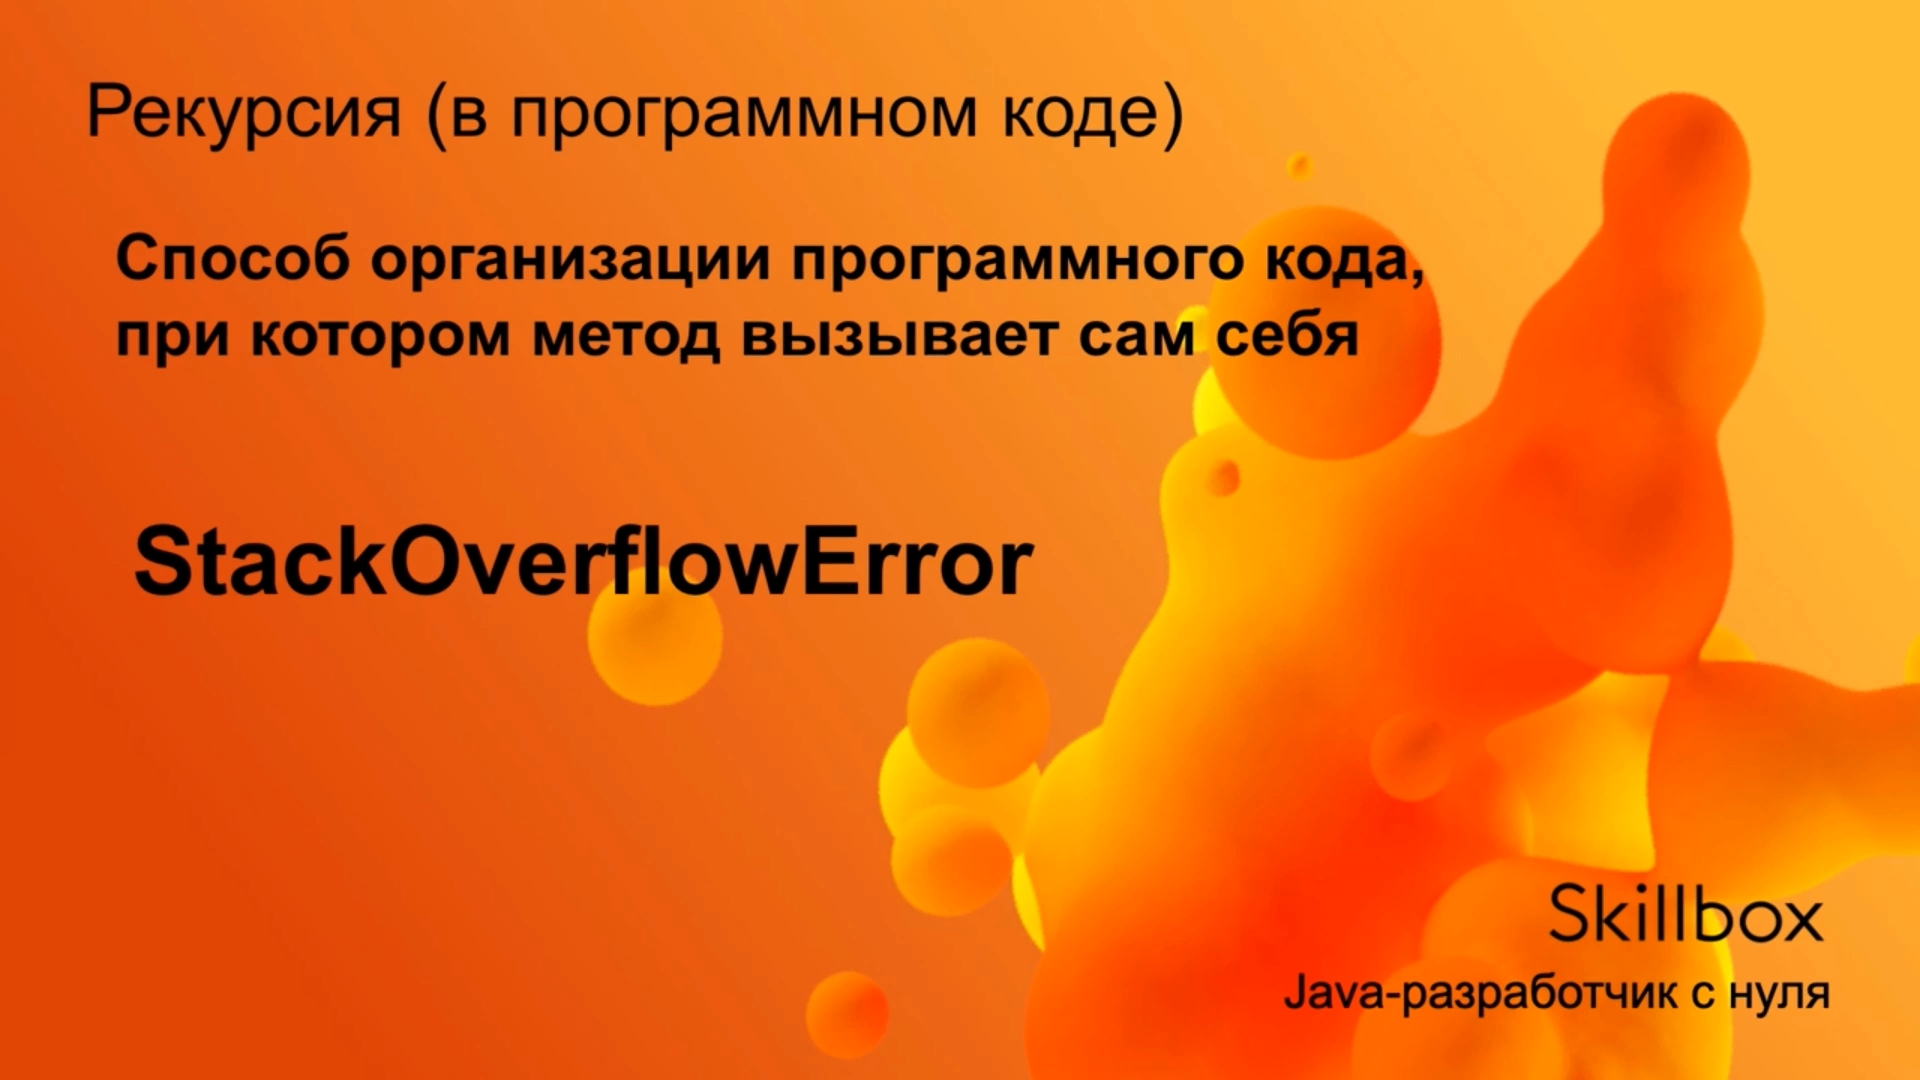 Рекурсия (в программном коде)
Способ организации программного кода,
при котором метод вызывает сам себя
StackOverflowError
Skillbox
Java-разработчик с нуля